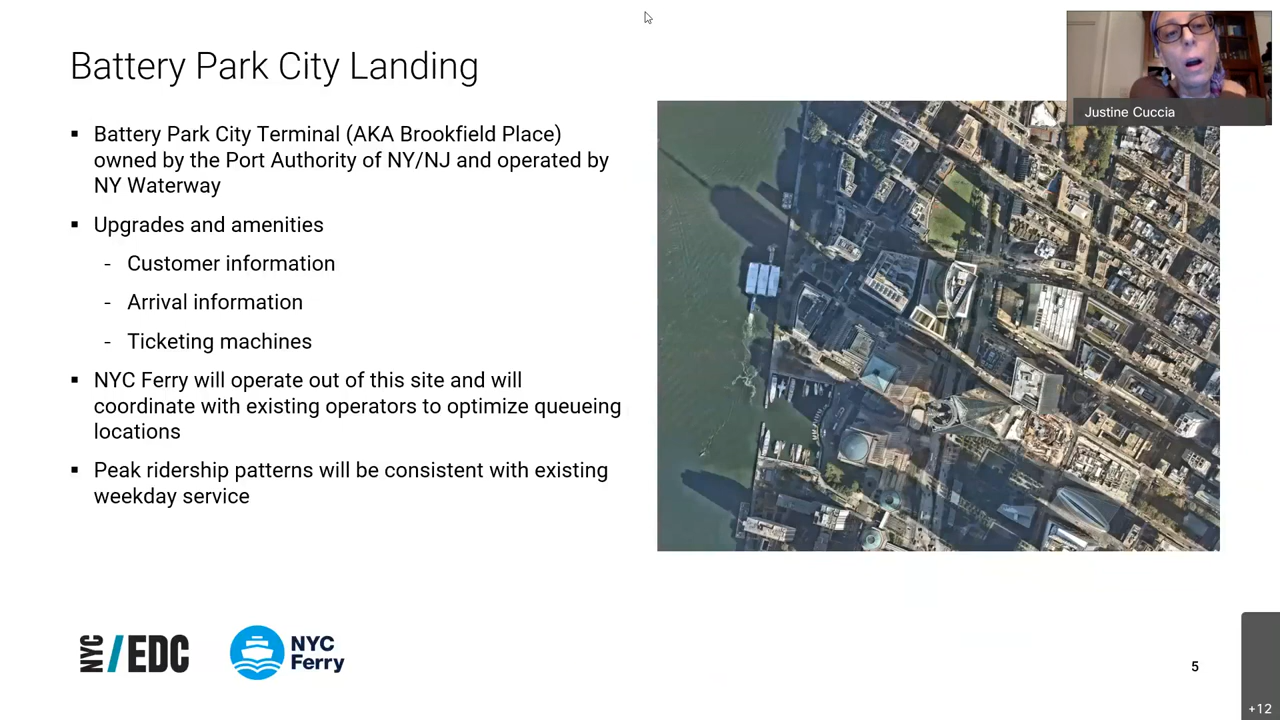 Battery Park City Landing
Justine Cuccia
▪ Battery Park City Terminal (AKA Brookfield Place)
owned by the Port Authority of NY/NJ and operated by
NY Waterway
▪ Upgrades and amenities
- Customer information
- Arrival information
- Ticketing machines
▪ NYC Ferry will operate out of this site and will
coordinate with existing operators to optimize queueing
locations
▪ Peak ridership patterns will be consistent with existing
weekday service
NYC/EDC
NYC
Ferry
5
+12